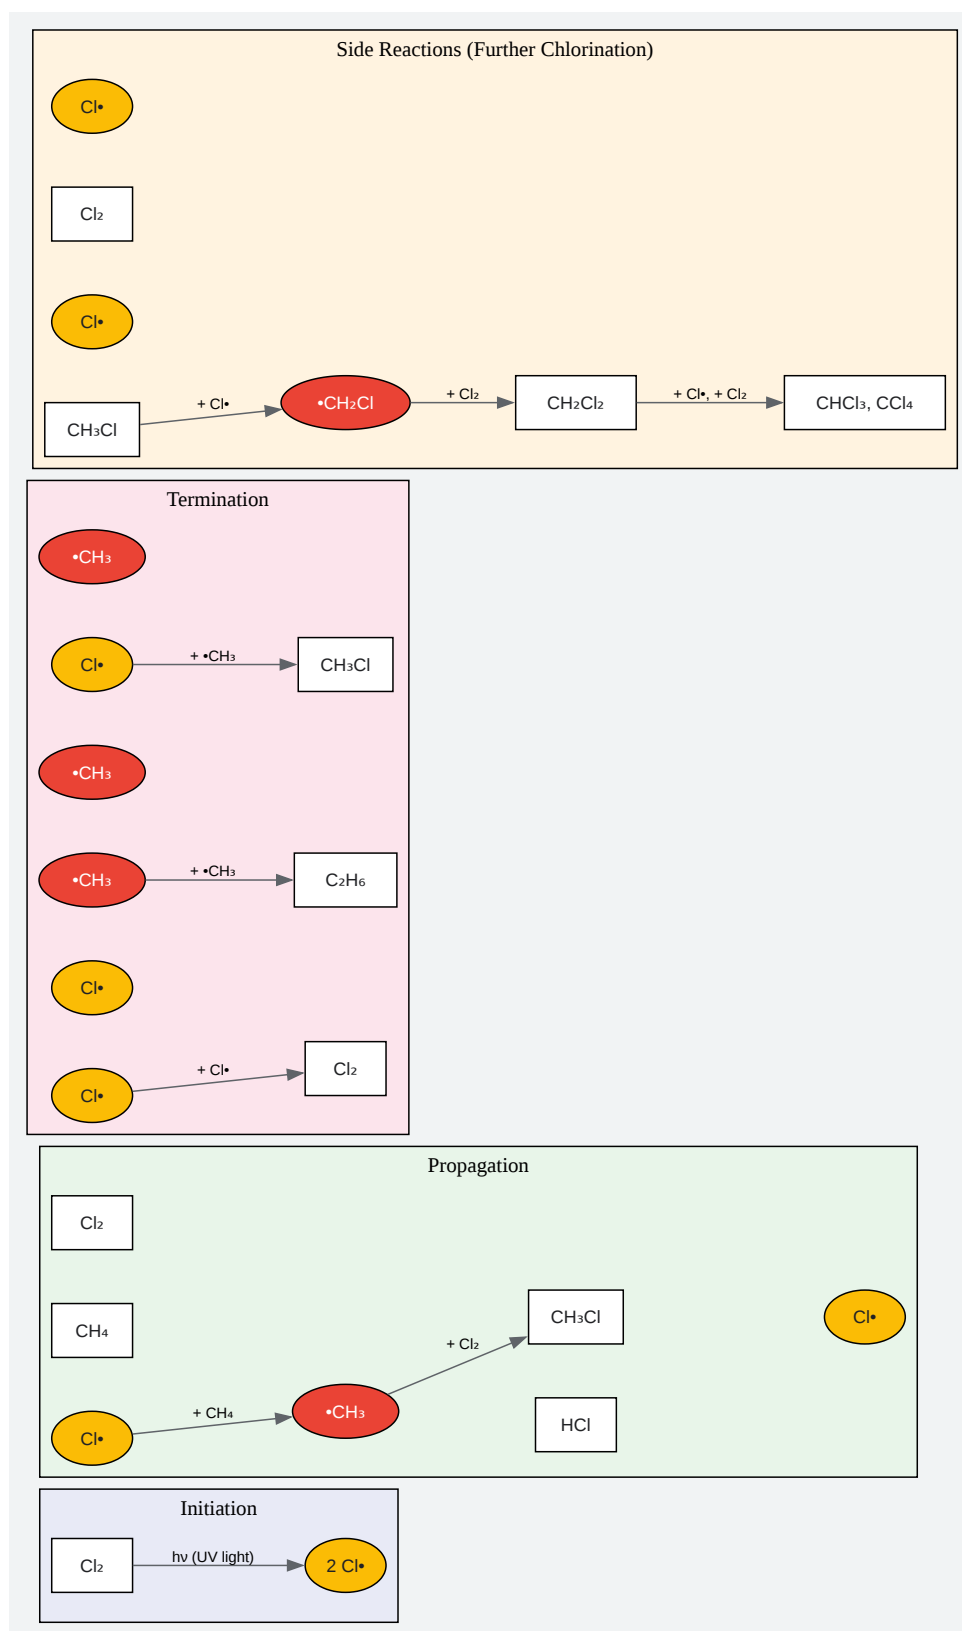 Side Reactions (Further Chlorination)
Cl•
Cl₂
Cl•
CH₃Cl
+ Cl•
•CH₂Cl
+ Cl₂
CH₂Cl₂
+ Cl•, + Cl₂
CHCl₃, CCl₄
Termination
•CH₃
Cl•
+ •CH₃
CH₃Cl
•CH₃
•CH₃
+ •CH₃
C₂H₆
Cl•
Cl•
+ Cl•
Cl₂
Propagation
Cl₂
CH₄
Cl•
+ CH₄
•CH₃
+ Cl₂
CH₃Cl
HCl
Cl•
Initiation
Cl₂
hν (UV light)
2 Cl•